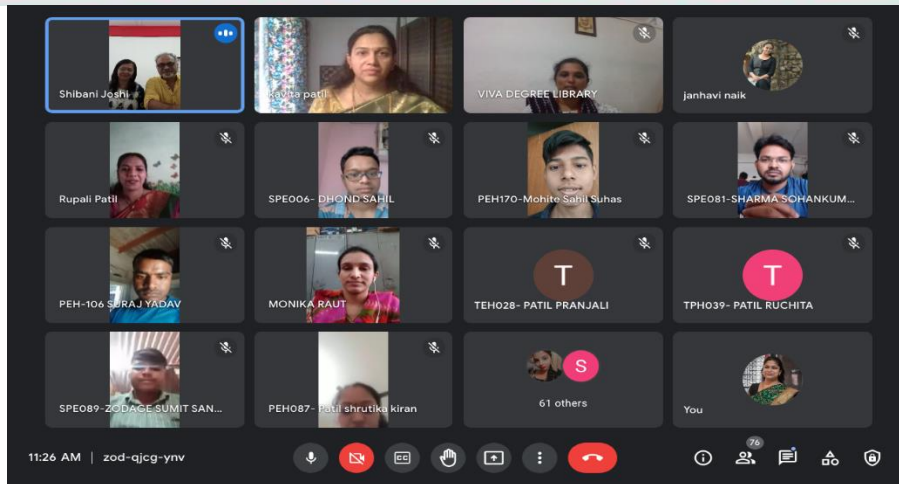 Shibani Joshi
kavita patil
VIVA DEGREE LIBRARY
janhavi naik
Rupali Patil
SPE006- DHOND SAHIL
PEH170-Mohite Sahil Suhas
SPE081-SHARMA SOHANKUM...
PEH-106 SURAJ YADAV
MONIKA RAUT
T
TEH028- PATIL PRANJALI
T
TPH039- PATIL RUCHITA
SPE089-ZODAGE SUMIT SAN...
PEH087- Patil shrutika kiran
S
61 others
You
11:26 AM | zod-qjcg-ynv
CC
76